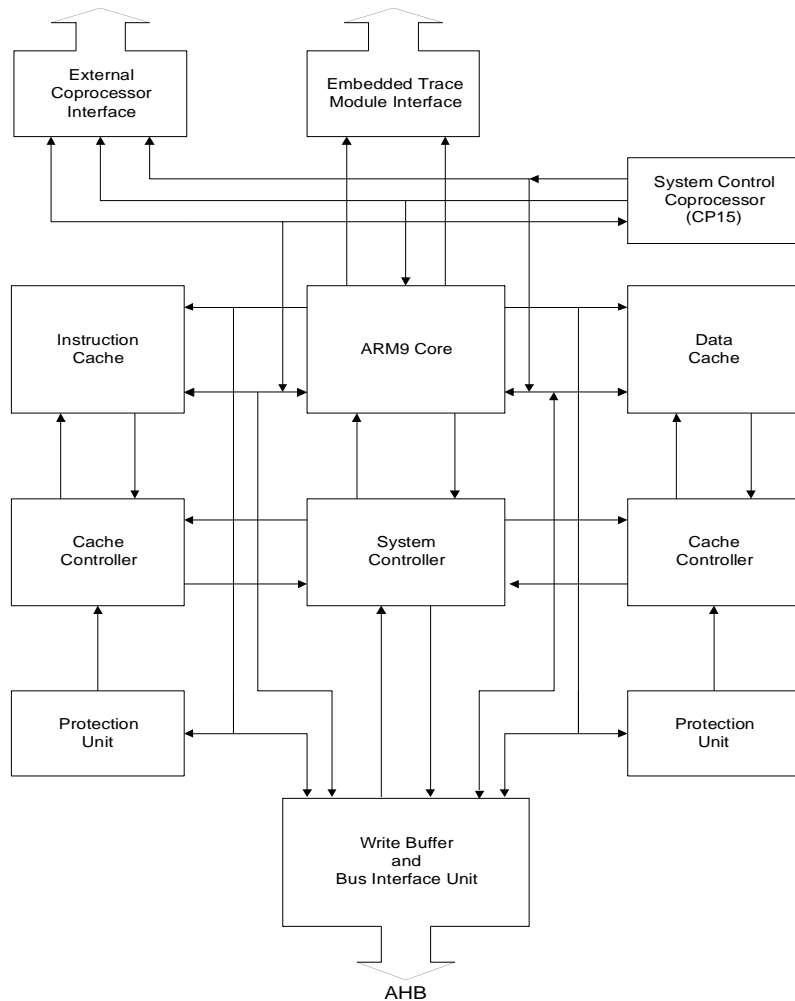 External
Coprocessor
Interface
Embedded Trace
Module Interface
System Control
Coprocessor
(CP15)
Instruction
Cache
ARM9 Core
Data
Cache
Cache
Controller
System
Controller
Cache
Controller
Protection
Unit
Protection
Unit
Write Buffer
and
Bus Interface Unit
AHB